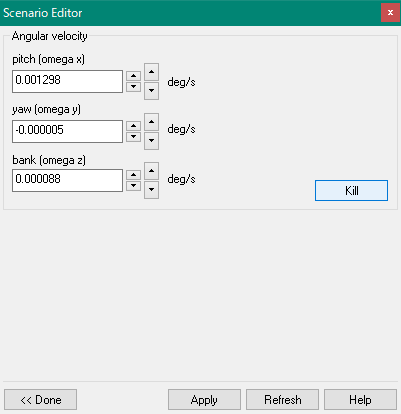 Scenario Editor
Angular velocity
pitch (omega x)
0.001298 deg/s
yaw (omega y)
-0.000005 deg/s
bank (omega z)
0.000088 deg/s
Kill
<< Done Apply Refresh Help